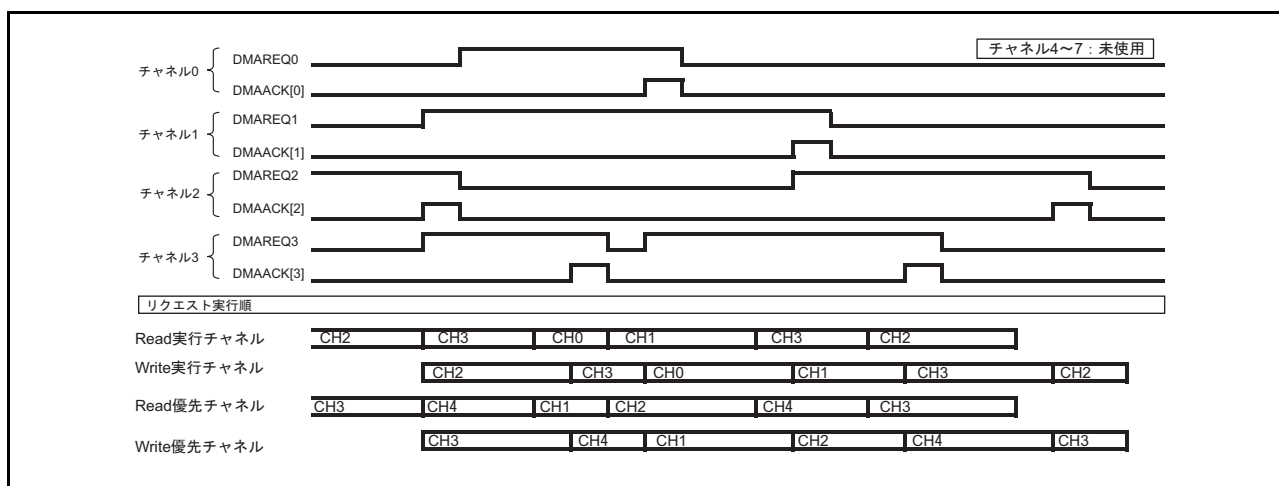 チャネル4〜7：未使用
チャネル0
DMAREQ0
DMAACK[0]
チャネル1
DMAREQ1
DMAACK[1]
チャネル2
DMAREQ2
DMAACK[2]
チャネル3
DMAREQ3
DMAACK[3]
リクエスト実行順
Read実行チャネル CH2 CH3 CH0 CH1 CH3 CH2
Write実行チャネル CH2 CH3 CH0 CH1 CH3 CH2
Read優先チャネル CH3 CH4 CH1 CH2 CH4 CH3
Write優先チャネル CH3 CH4 CH1 CH2 CH4 CH3